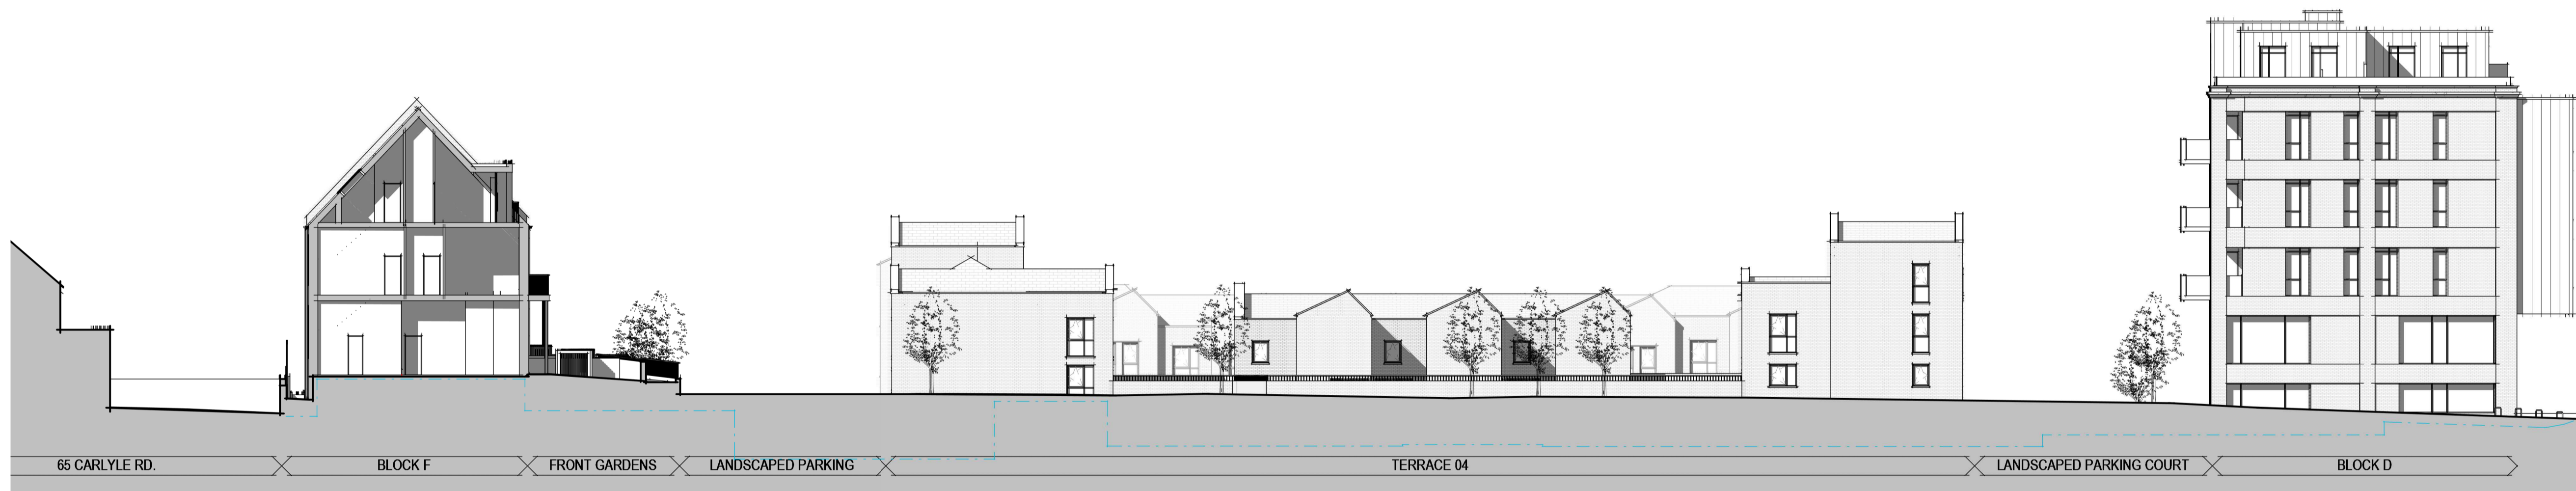 65 CARLYLE RD.
BLOCK F
FRONT GARDENS
LANDSCAPED PARKING
TERRACE 04
LANDSCAPED PARKING COURT
BLOCK D